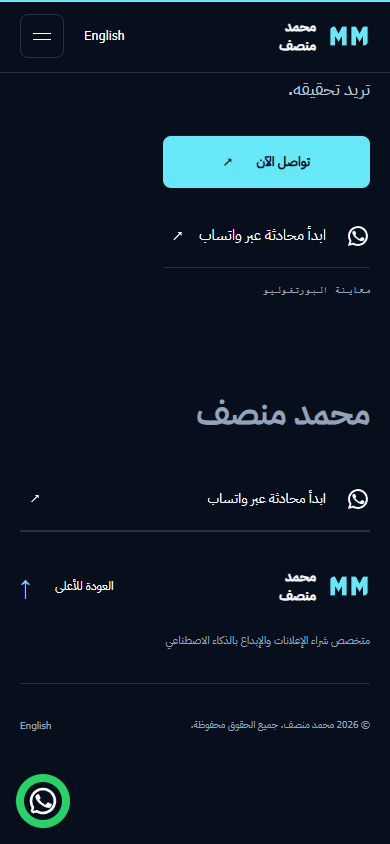 محمد
منصف
MM
English
تريد تحقيقه.
تواصل الآن ↗
ابدأ محادثة عبر واتساب ↗
معاينة البورتفوليو
محمد منصف
ابدأ محادثة عبر واتساب ↗
محمد
منصف
MM
العودة للأعلى ↑
متخصص شراء الإعلانات والإبداع بالذكاء الاصطناعي
© 2026 محمد منصف. جميع الحقوق محفوظة.
English